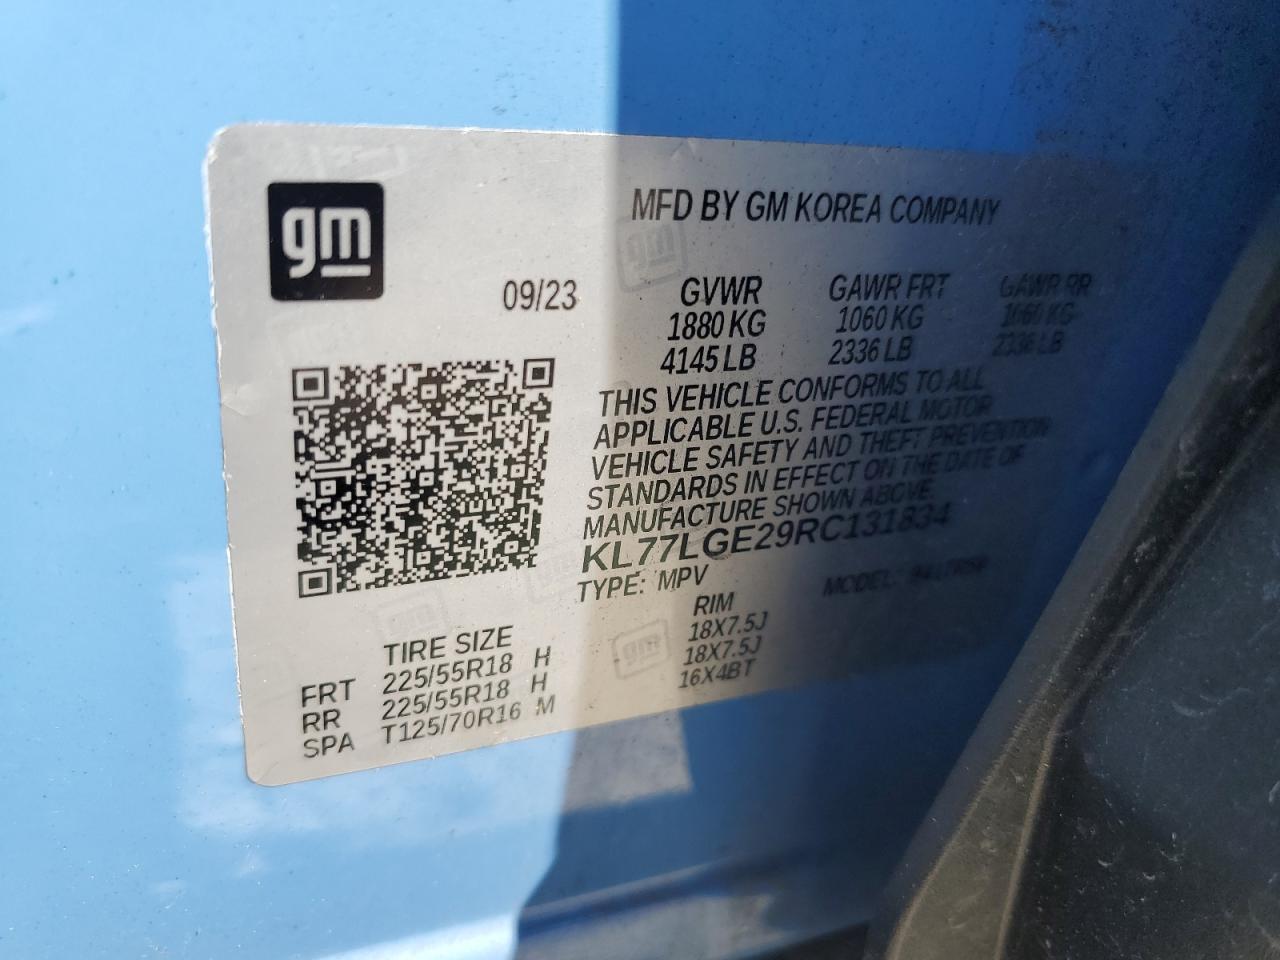 gm
MFD BY GM KOREA COMPANY
09/23
GVWR GAWR FRT GAWR RR
1880 KG 1060 KG 1060 KG
4145 LB 2336 LB 2336 LB
THIS VEHICLE CONFORMS TO ALL
APPLICABLE U.S. FEDERAL MOTOR
VEHICLE SAFETY AND THEFT PREVENTION
STANDARDS IN EFFECT ON THE DATE OF
MANUFACTURE SHOWN ABOVE.
KL77LGE29RC131834
TYPE: MPV MODEL:
TIRE SIZE RIM
FRT 225/55R18 H 18X7.5J
RR 225/55R18 H 18X7.5J
SPA T125/70R16 M 16X4BT